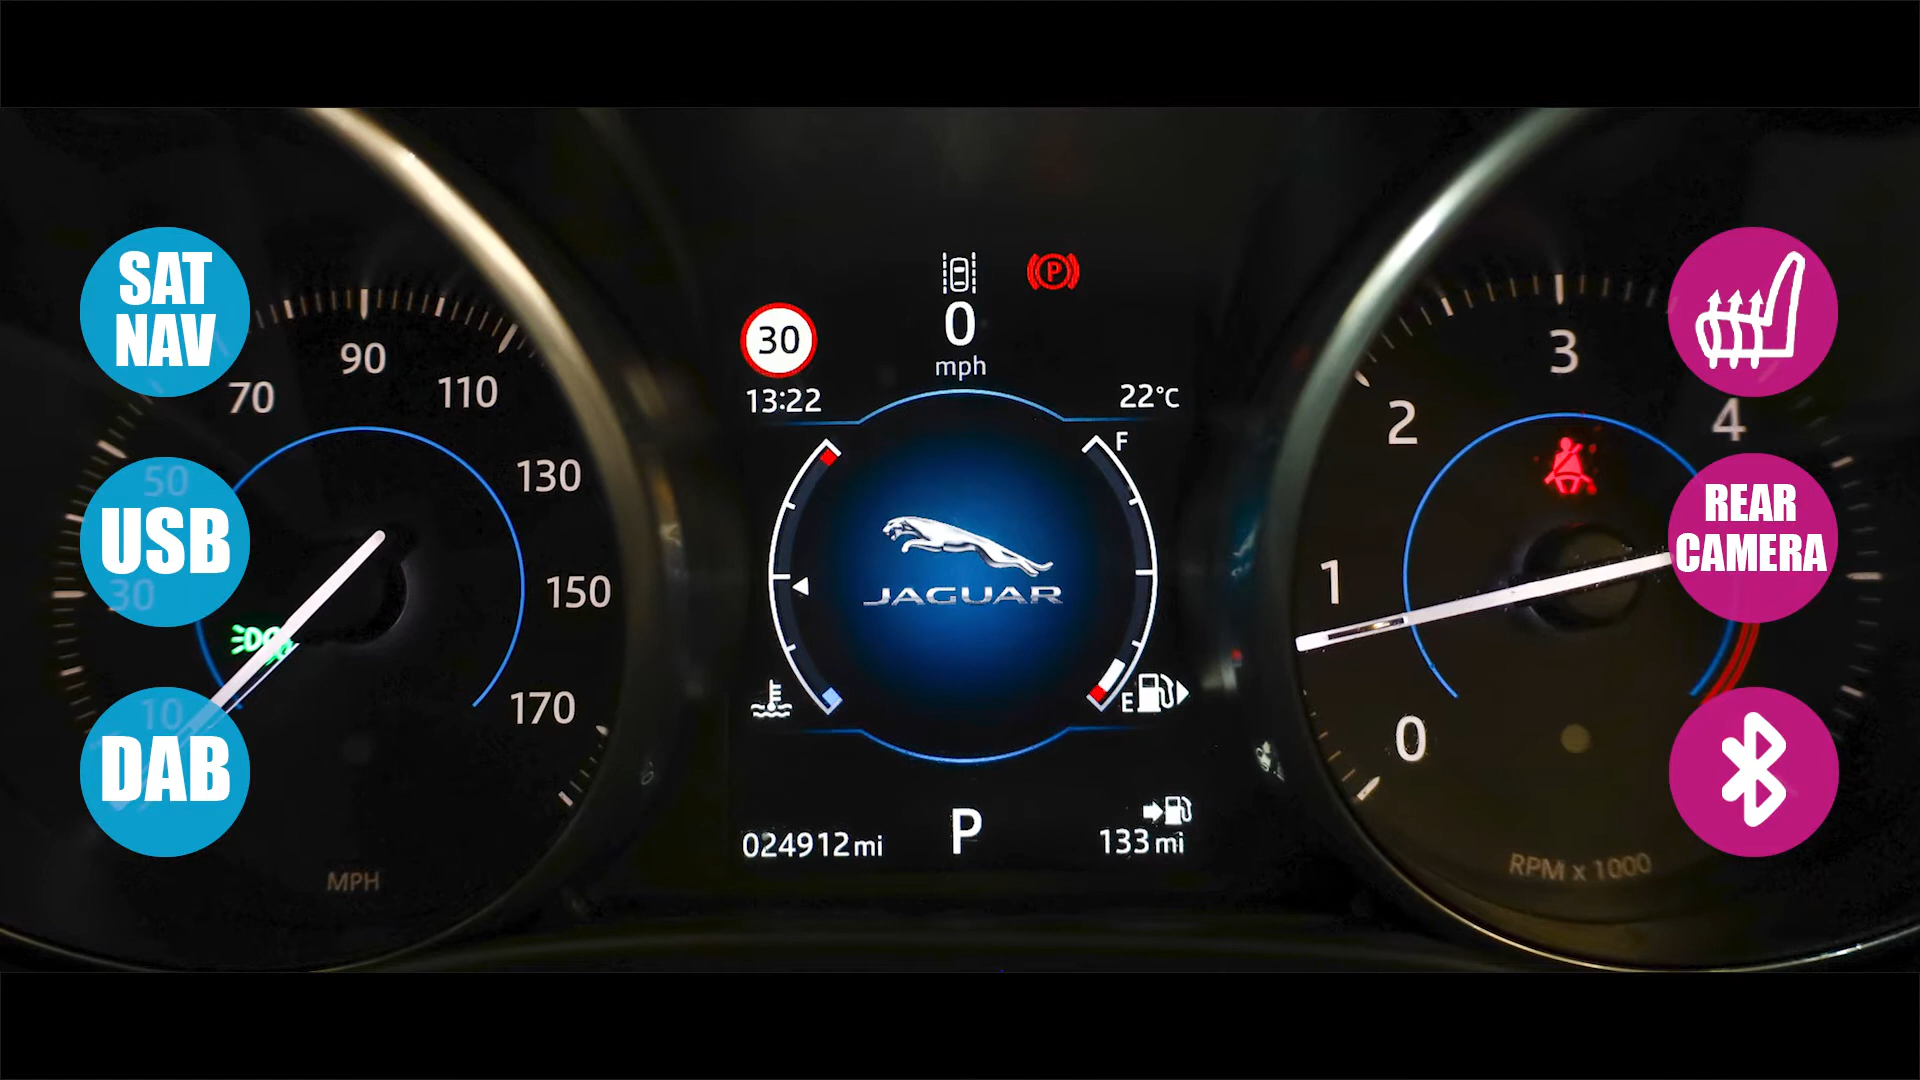 SAT
NAV
USB
DAB
10
30
50
70
90
110
130
150
170
MPH
P
30
0
mph
13:22
22°C
F
JAGUAR
E
024912mi
P
133mi
0
1
2
3
4
RPM x 1000
REAR
CAMERA